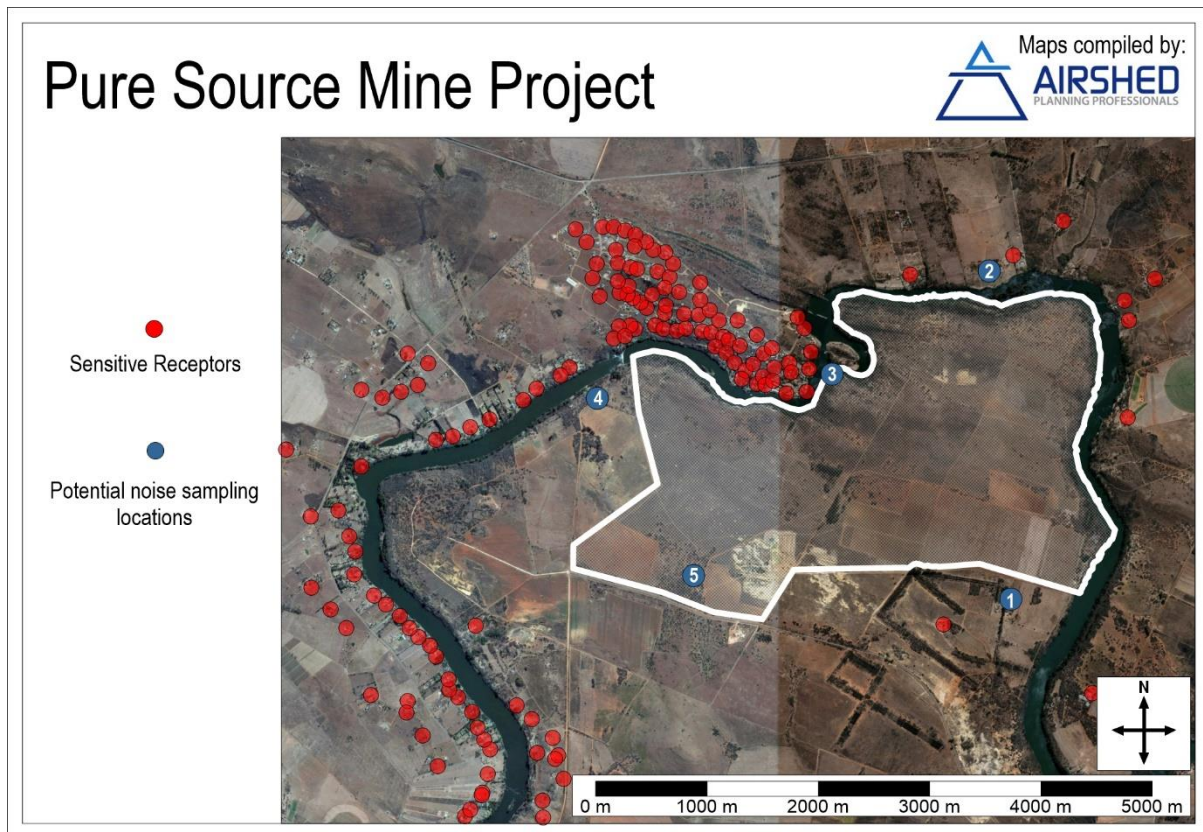 Pure Source Mine Project
Maps compiled by:
AIRSHED
PLANNING PROFESSIONALS
Sensitive Receptors
Potential noise sampling
locations
2
3
4
5
1
N
0 m 1000 m 2000 m 3000 m 4000 m 5000 m